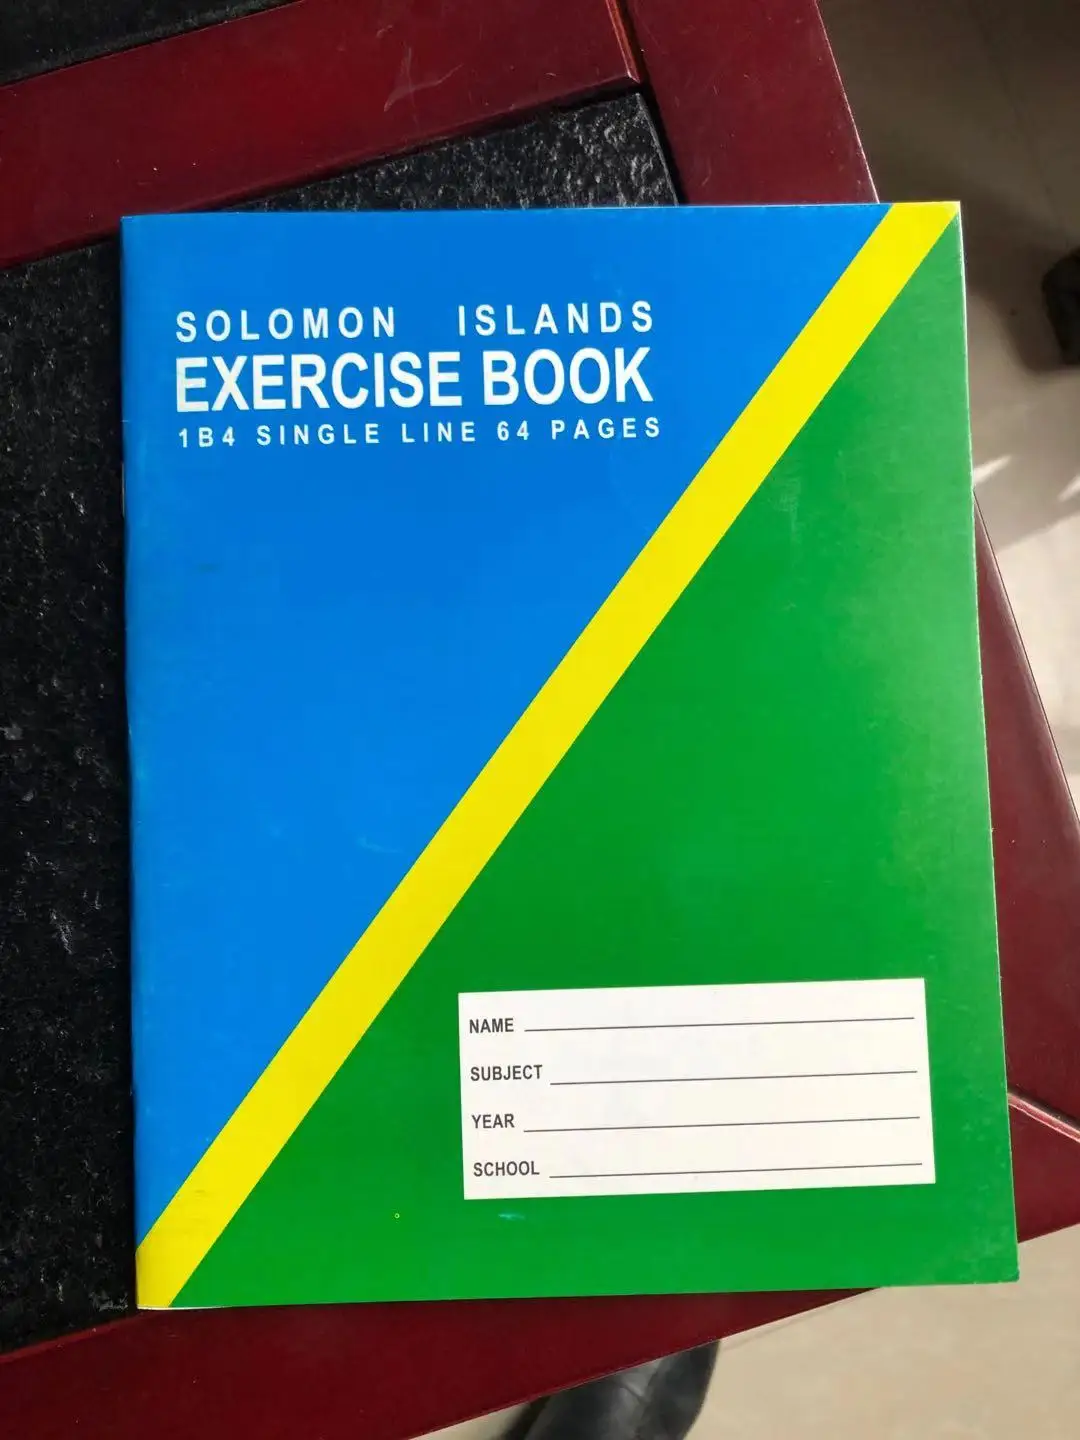 SOLOMON ISLANDS
EXERCISE BOOK
1B4 SINGLE LINE 64 PAGES
NAME
SUBJECT
YEAR
SCHOOL